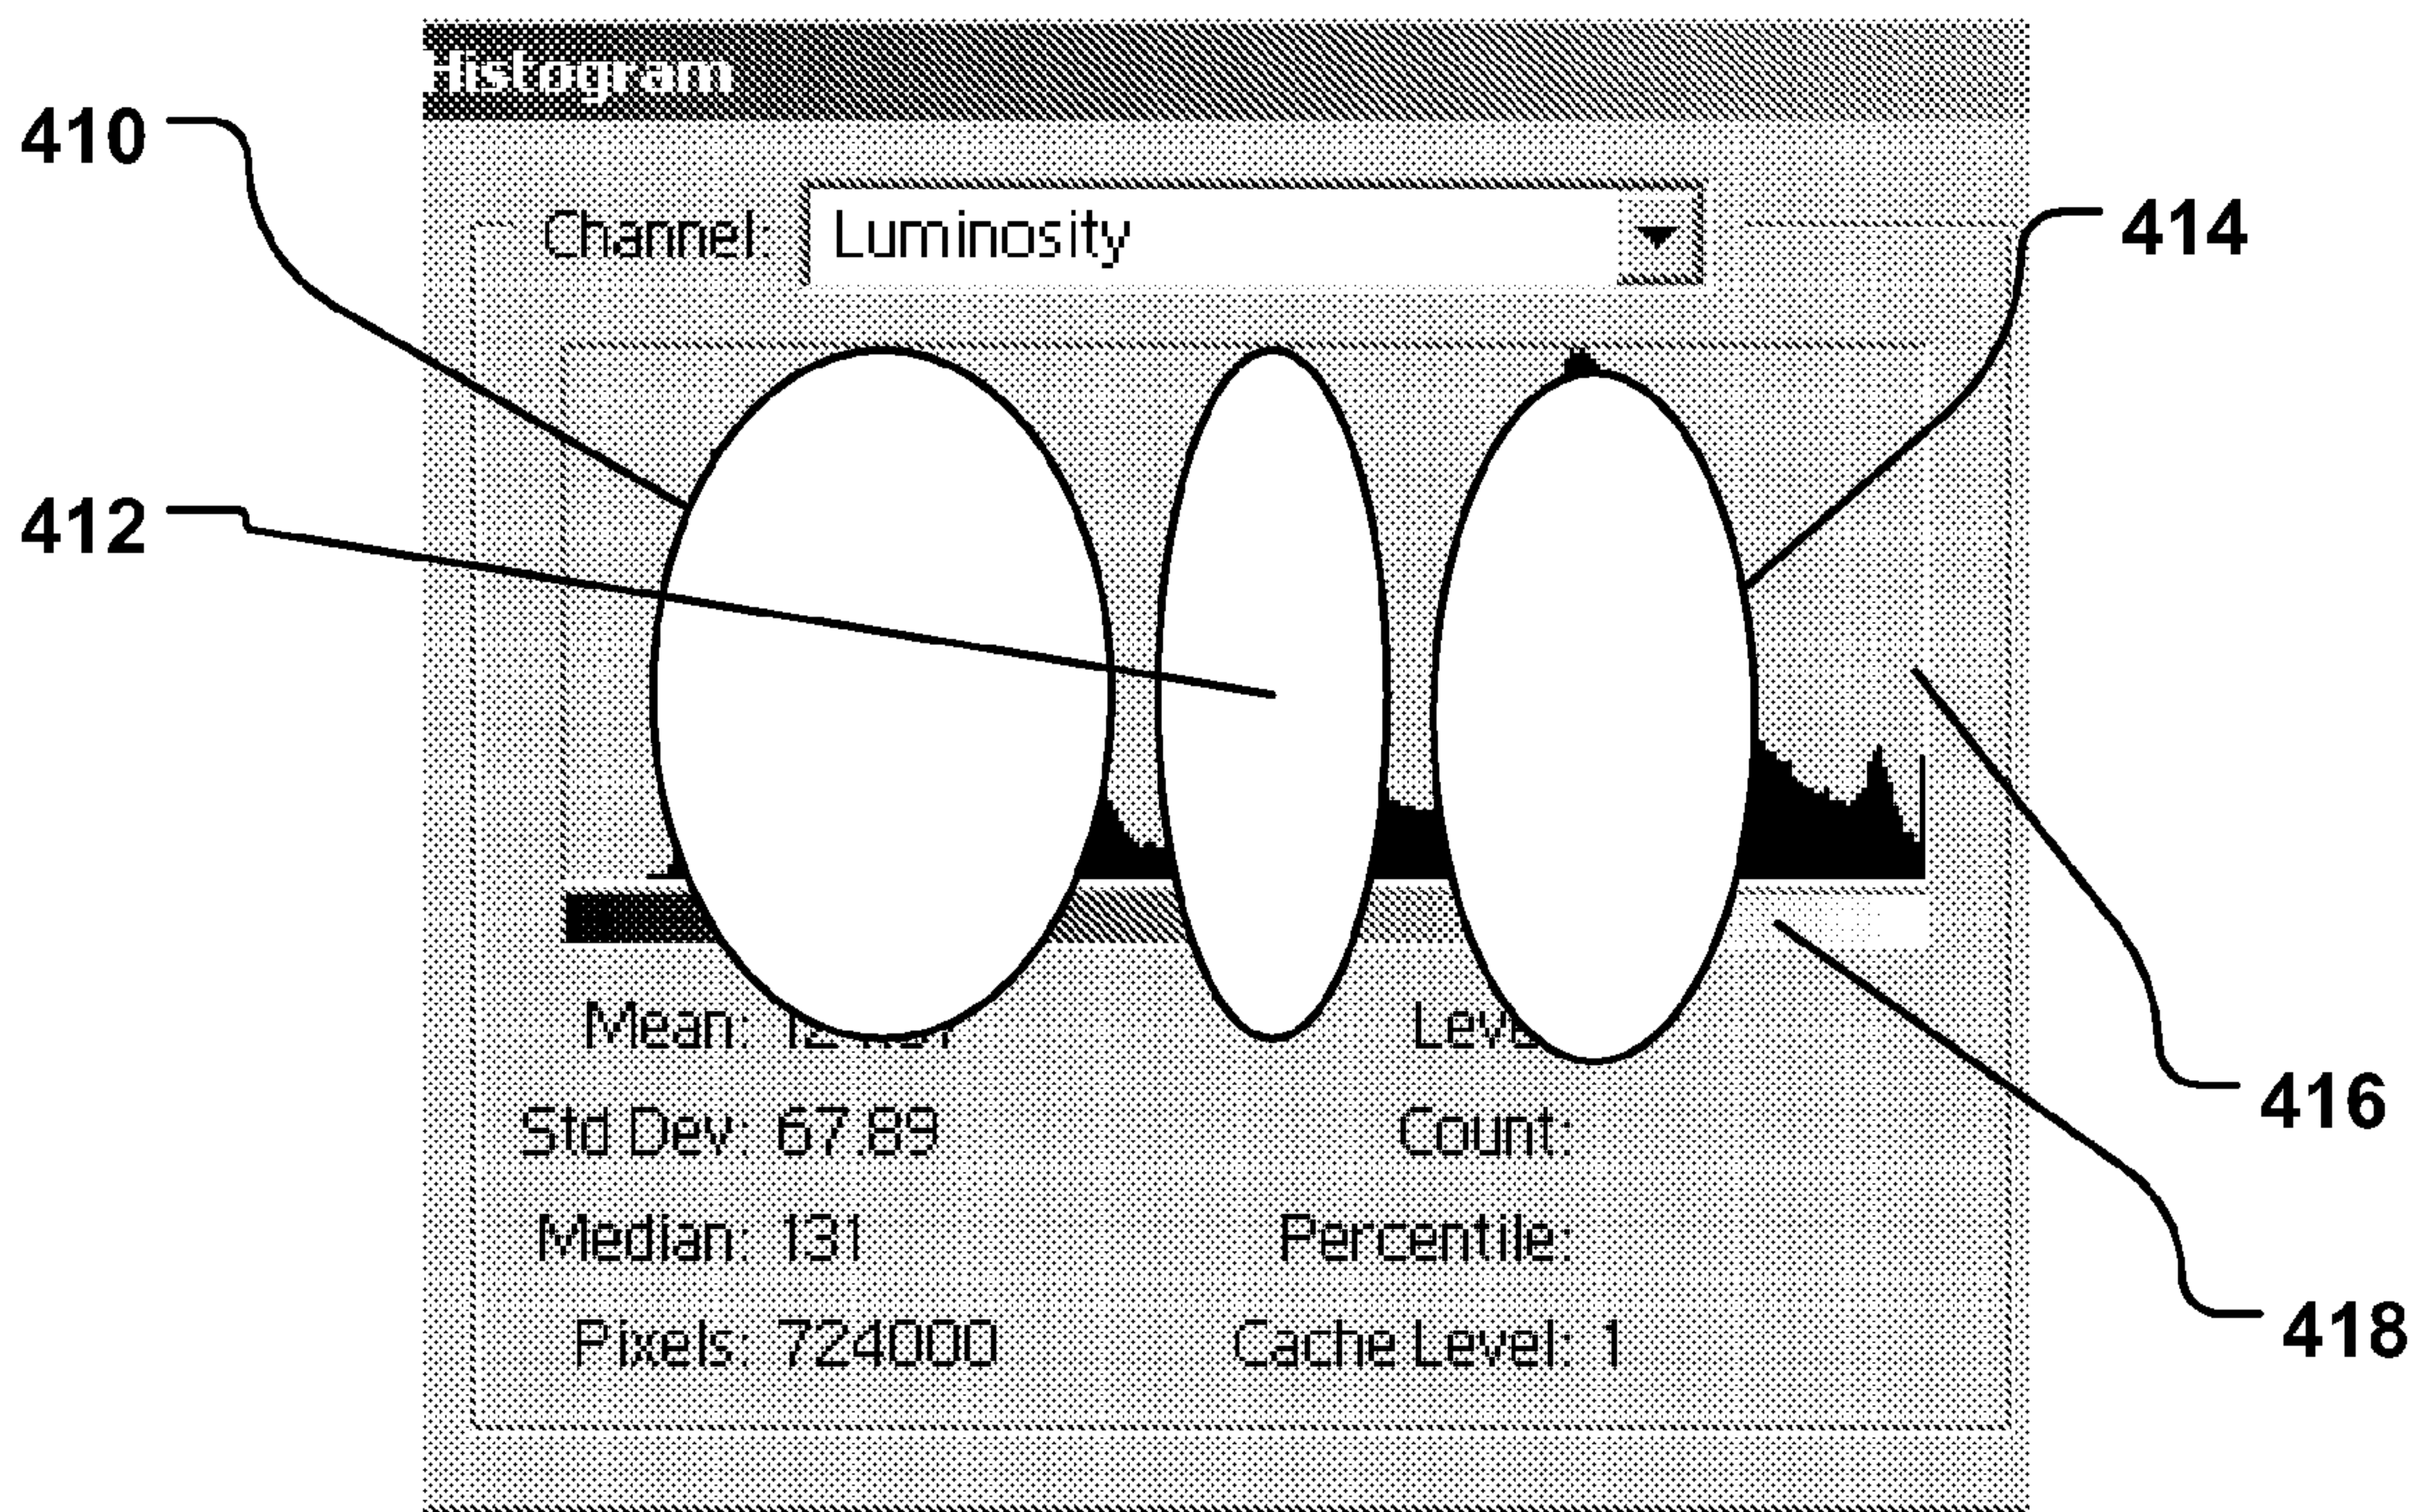 Histogram
410
Channel: Luminosity
414
412
Mean:
Std Dev: 67.89
Count:
416
Median: 131
Percentile:
Pixels: 724000
Cache Level: 1
418